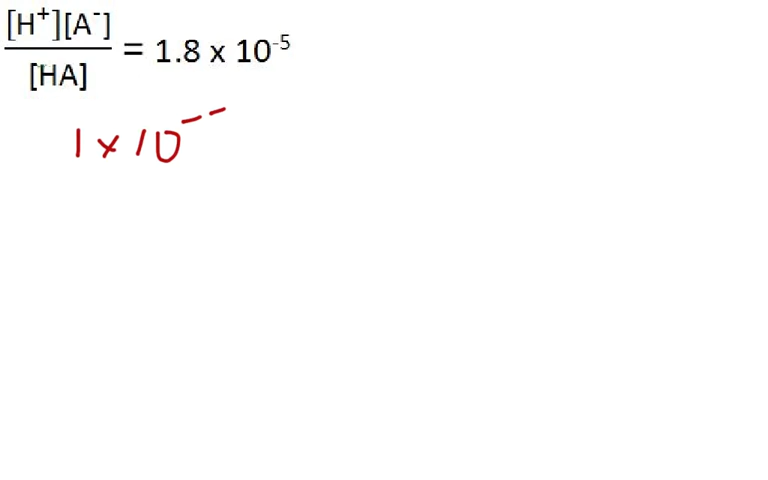 [H⁺][A⁻]
/[HA] = 1.8 x 10⁻⁵
1 x 10⁻ ⁻